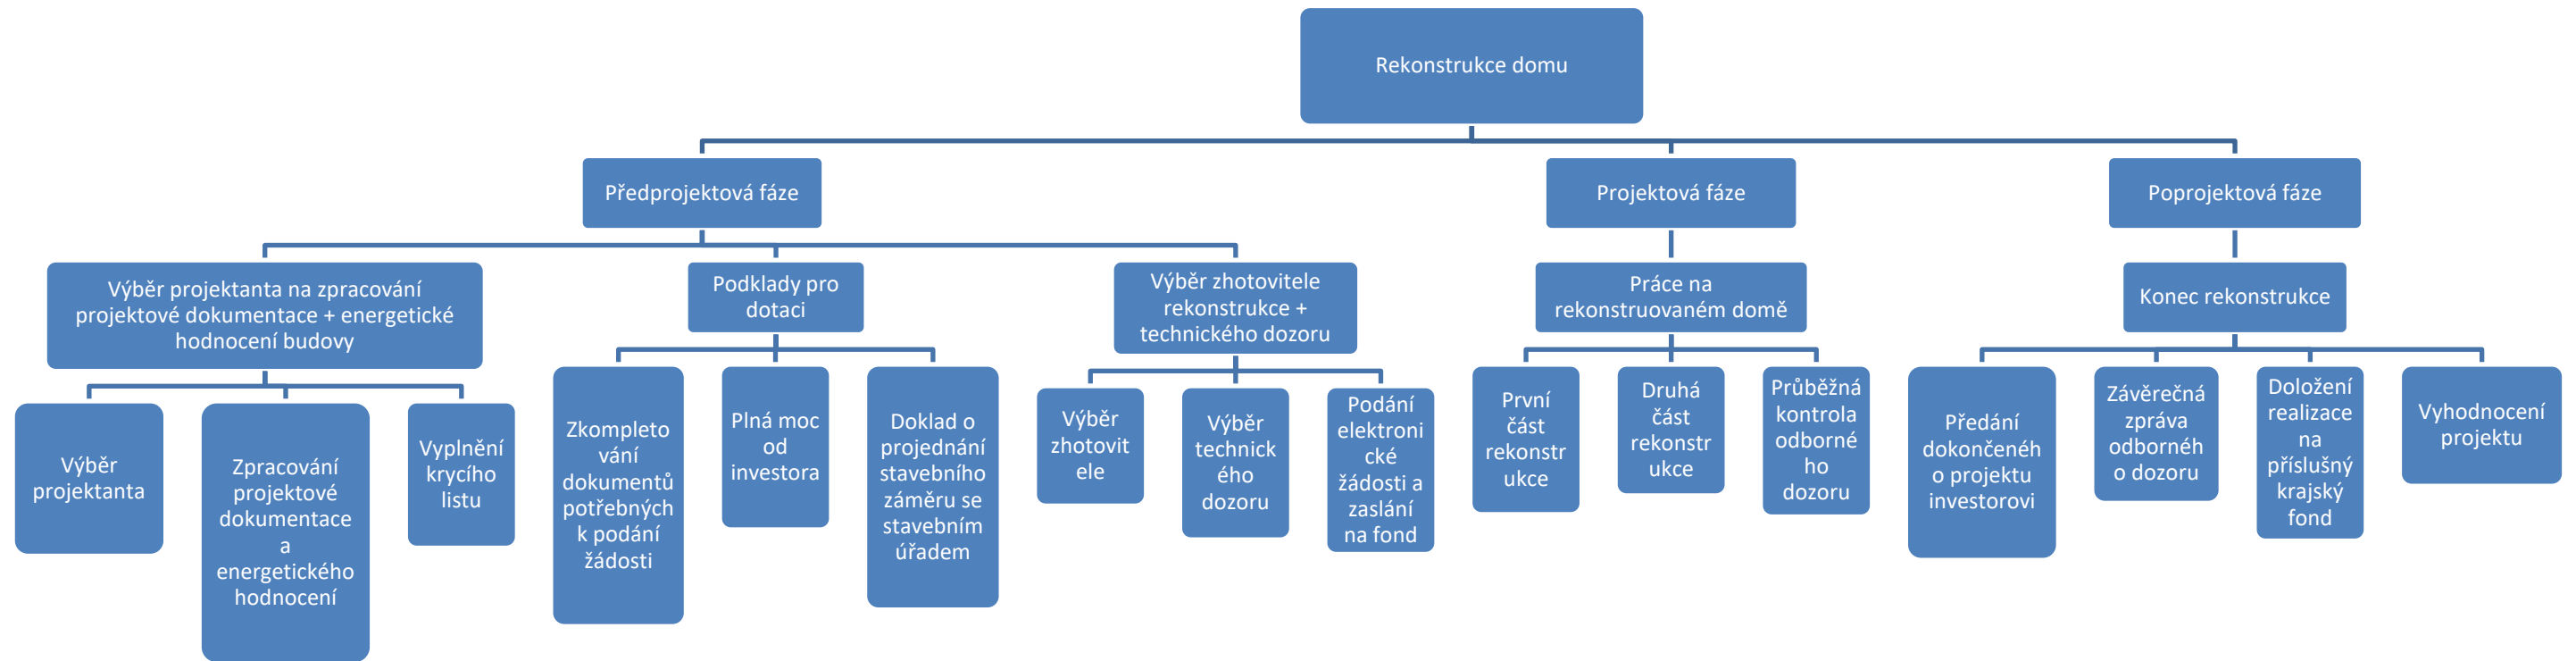 Rekonstrukce domu
Předprojektová fáze
Projektová fáze
Poprojektová fáze
Výběr projektanta na zpracování
projektové dokumentace + energetické
hodnocení budovy
Podklady pro
dotaci
Výběr zhotovitele
rekonstrukce +
technického dozoru
Práce na
rekonstruovaném domě
Konec rekonstrukce
Výběr
projektanta
Zpracování
projektové
dokumentace
a
energetického
hodnocení
Vyplnění
krycího
listu
Zkompleto
vání
dokumentů
potřebných
k podání
žádosti
Plná moc
od
investora
Doklad o
projednání
stavebního
záměru se
stavebním
úřadem
Výběr
zhotovit
ele
Výběr
technick
ého
dozoru
Podání
elektroni
cké
žádosti a
zaslání
na fond
První
část
rekonstr
ukce
Druhá
část
rekonstr
ukce
Průběžná
kontrola
odborné
ho
dozoru
Předání
dokončenéh
o projektu
investorovi
Závěrečná
zpráva
odbornéh
o dozoru
Doložení
realizace
na
příslušný
krajský
fond
Vyhodnocení
projektu